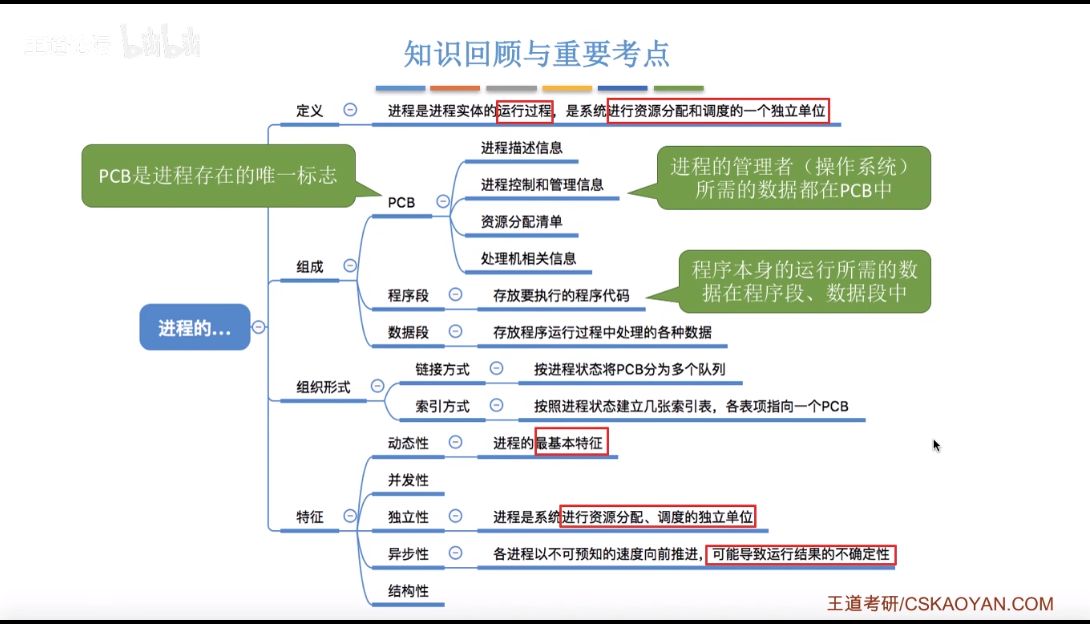 王道论坛 bilibili
知识回顾与重要考点
定义
进程是进程实体的运行过程，是系统进行资源分配和调度的一个独立单位
PCB是进程存在的唯一标志
进程描述信息
进程控制和管理信息
进程的管理者（操作系统）
所需的数据都在PCB中
PCB
资源分配清单
处理机相关信息
组成
程序段
存放要执行的程序代码
程序本身的运行所需的数
据在程序段、数据段中
数据段
存放程序运行过程中处理的各种数据
进程的...
组织形式
链接方式
按进程状态将PCB分为多个队列
索引方式
按照进程状态建立几张索引表，各表项指向一个PCB
特征
动态性
进程的最基本特征
并发性
独立性
进程是系统进行资源分配、调度的独立单位
异步性
各进程以不可预知的速度向前推进，可能导致运行结果的不确定性
结构性
王道考研/CSKAOYAN.COM